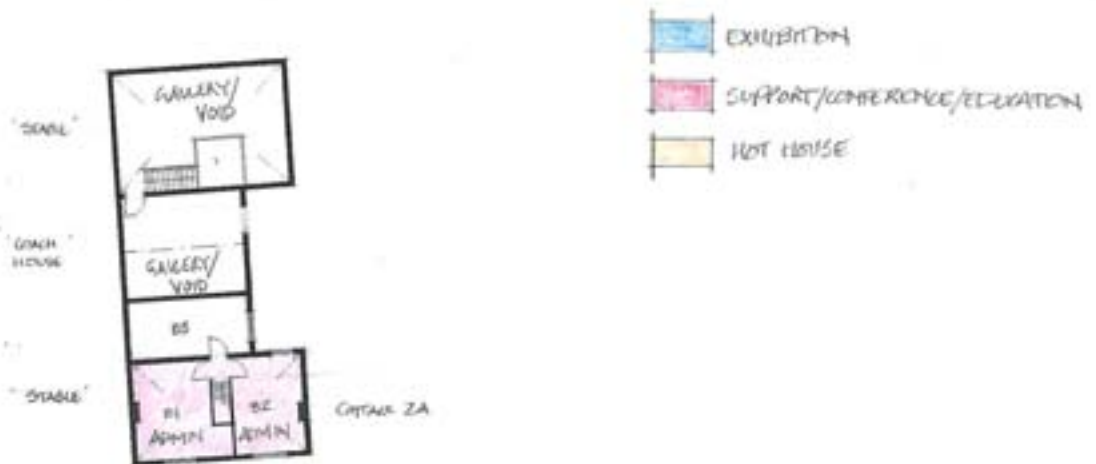 EXHIBITION
SUPPORT/CONFERENCE/EDUCATION
HOT HOUSE
GALLERY/
VOID
"STABLE"
"COACH"
HOUSE
GALLERY/
VOID
B3
"STABLE"
B1
ADMIN
B2
ADMIN
COTTAGE 2A